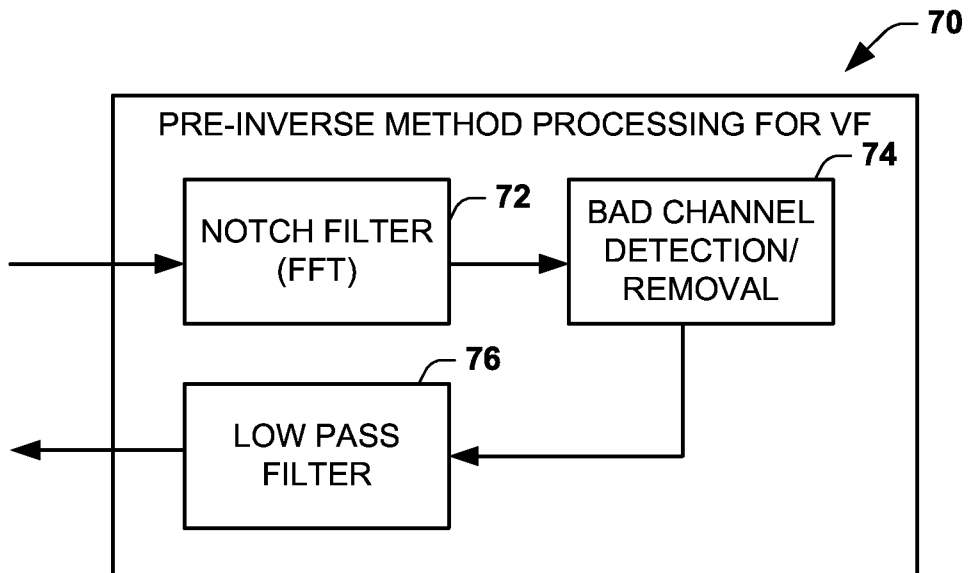 70
PRE-INVERSE METHOD PROCESSING FOR VF
74
72
NOTCH FILTER
(FFT)
BAD CHANNEL
DETECTION/
REMOVAL
76
LOW PASS
FILTER